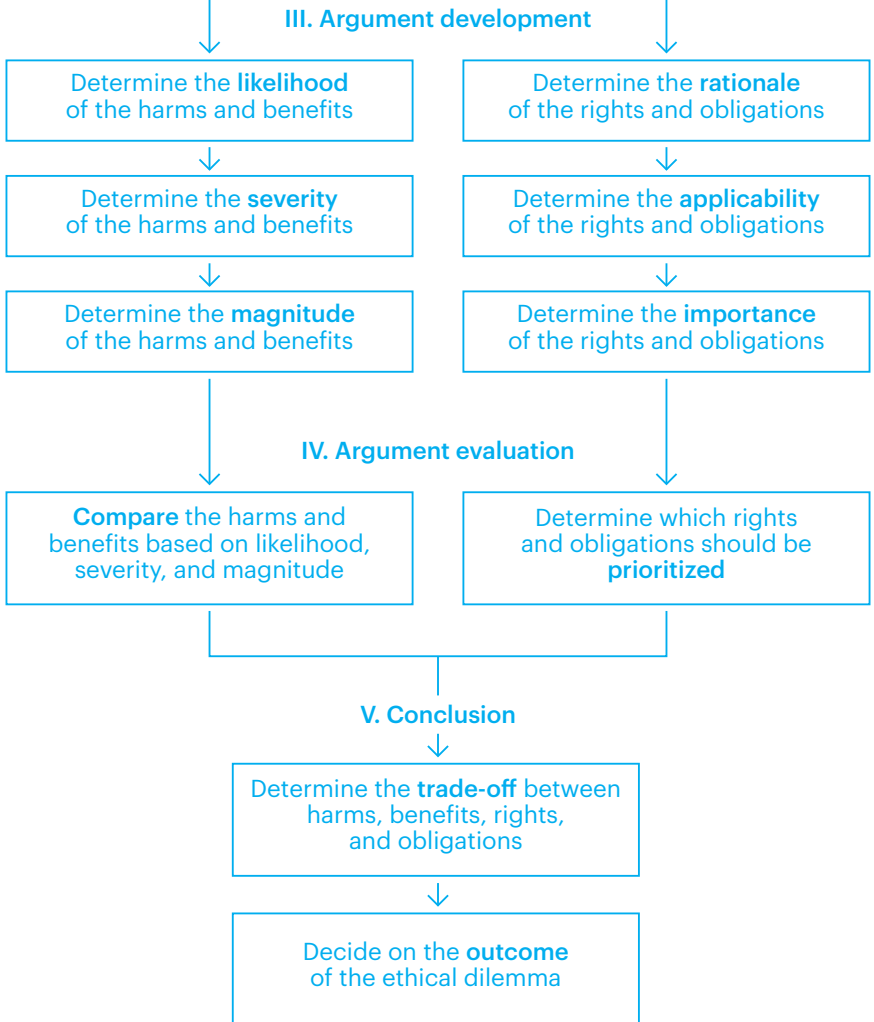 III. Argument development
Determine the likelihood
of the harms and benefits
Determine the rationale
of the rights and obligations
Determine the severity
of the harms and benefits
Determine the applicability
of the rights and obligations
Determine the magnitude
of the harms and benefits
Determine the importance
of the rights and obligations
IV. Argument evaluation
Compare the harms and
benefits based on likelihood,
severity, and magnitude
Determine which rights
and obligations should be
prioritized
V. Conclusion
Determine the trade-off between
harms, benefits, rights,
and obligations
Decide on the outcome
of the ethical dilemma